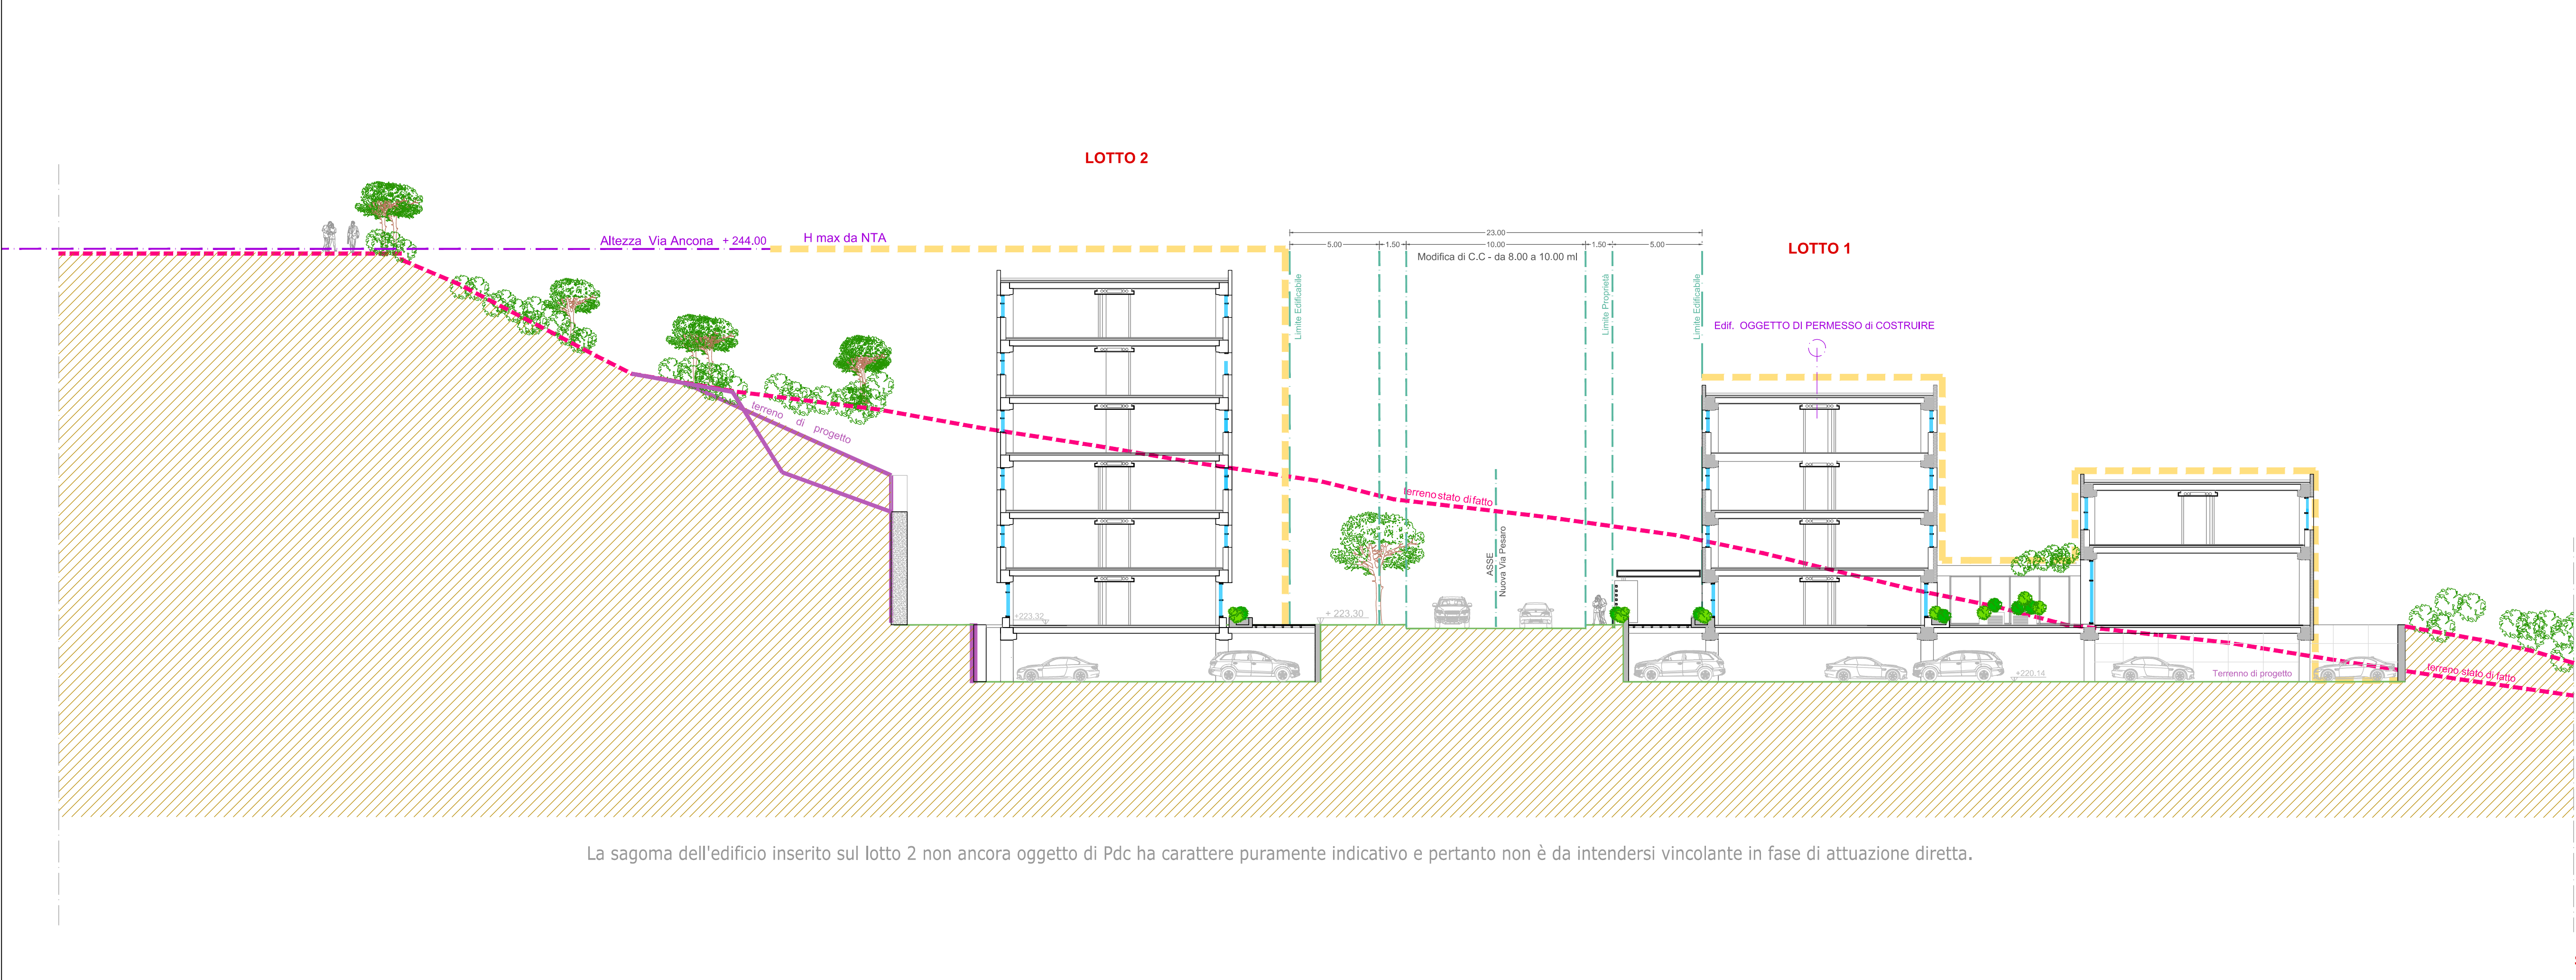 LOTTO 2
Altezza Via Ancona + 244.00
H max da NTA
23.00
5.00 1.50 10.00 1.50 5.00
Modifica di C.C - da 8.00 a 10.00 ml
LOTTO 1
Limite Edificabile
Limite Proprietà
Limite Edificabile
Edif. OGGETTO DI PERMESSO di COSTRUIRE
terreno
di progetto
terreno stato di fatto
ASSE
Nuova Via Pesaro
+223.32
+ 223.30
+220.14
Terrenno di progetto
terreno stato di fatto
La sagoma dell'edificio inserito sul lotto 2 non ancora oggetto di Pdc ha carattere puramente indicativo e pertanto non è da intendersi vincolante in fase di attuazione diretta.